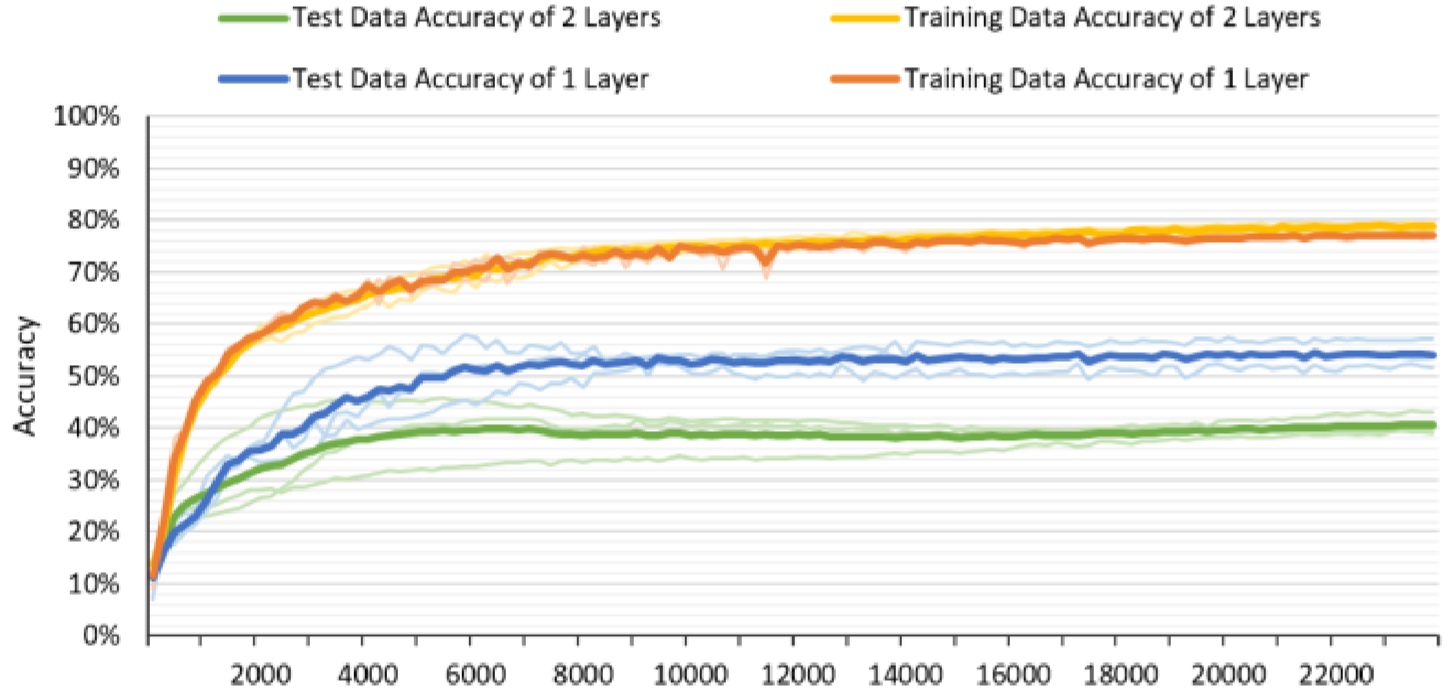 Test Data Accuracy of 2 Layers Training Data Accuracy of 2 Layers
Test Data Accuracy of 1 Layer Training Data Accuracy of 1 Layer
100%
90%
80%
70%
60%
50%
40%
30%
20%
10%
0%
Accuracy
2000 4000 6000 8000 10000 12000 14000 16000 18000 20000 22000